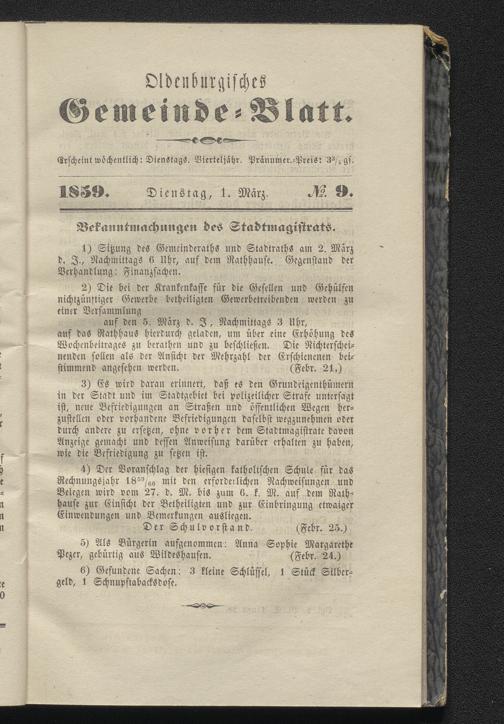 Oldenburgisches
Gemeinde-Blatt.
Erscheint wöchentlich: Dienstags. Vierteljähr. Pränumer.-Preis: 3¾ gſ.
1859. Dienstag, 1. März. № 9.
Bekanntmachungen des Stadtmagistrats.
1) Sitzung des Gemeinderaths und Stadtraths am 2. März
d. J., Nachmittags 6 Uhr, auf dem Rathhause. Gegenstand der
Verhandlung: Finanzsachen.
2) Die bei der Krankenkasse für die Gesellen und Gehülfen
nichtzünftiger Gewerbe betheiligten Gewerbetreibenden werden zu
einer Versammlung
auf den 5. März d. J., Nachmittags 3 Uhr,
auf das Rathhaus hierdurch geladen, um über eine Erhöhung des
Wochenbeitrages zu berathen und zu beschließen. Die Nichterschei-
nenden sollen als der Ansicht der Mehrzahl der Erschienenen bei-
stimmend angesehen werden. (Febr. 21.)
3) Es wird daran erinnert, daß es den Grundeigenthümern
in der Stadt und im Stadtgebiet bei polizeilicher Strafe untersagt
ist, neue Befriedigungen an Straßen und öffentlichen Wegen her-
zustellen oder vorhandene Befriedigungen daselbst wegzunehmen oder
durch andere zu ersetzen, ohne vorher dem Stadtmagistrate davon
Anzeige gemacht und dessen Anweisung darüber erhalten zu haben,
wie die Befriedigung zu setzen ist.
4) Der Voranschlag der hiesigen katholischen Schule für das
Rechnungsjahr 18⁵⁹/₆₀ mit den erforderlichen Nachweisungen und
Belegen wird vom 27. d. M. bis zum 6. k. M. auf dem Rath-
hause zur Einsicht der Betheiligten und zur Einbringung etwaiger
Einwendungen und Bemerkungen ausliegen.
Der Schulvorstand. (Febr. 25.)
5) Als Bürgerin aufgenommen: Anna Sophie Margarethe
Pezer, gebürtig aus Wildeshausen. (Febr. 24.)
6) Gefundene Sachen: 3 kleine Schlüssel, 1 Stück Silber-
geld, 1 Schnupftabacksdose.